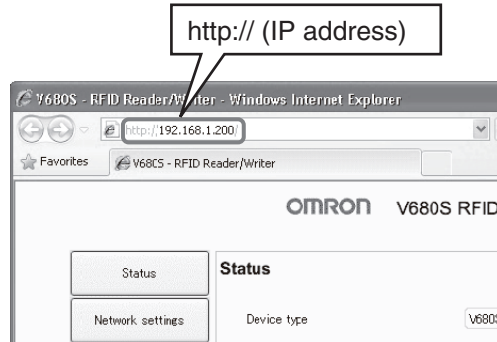 http:// (IP address)
V680S - RFID Reader/Writer - Windows Internet Explorer
http://192.168.1.200/
Favorites
V680S - RFID Reader/Writer
OMRON V680S RFID
Status
Status
Network settings
Device type
V680S